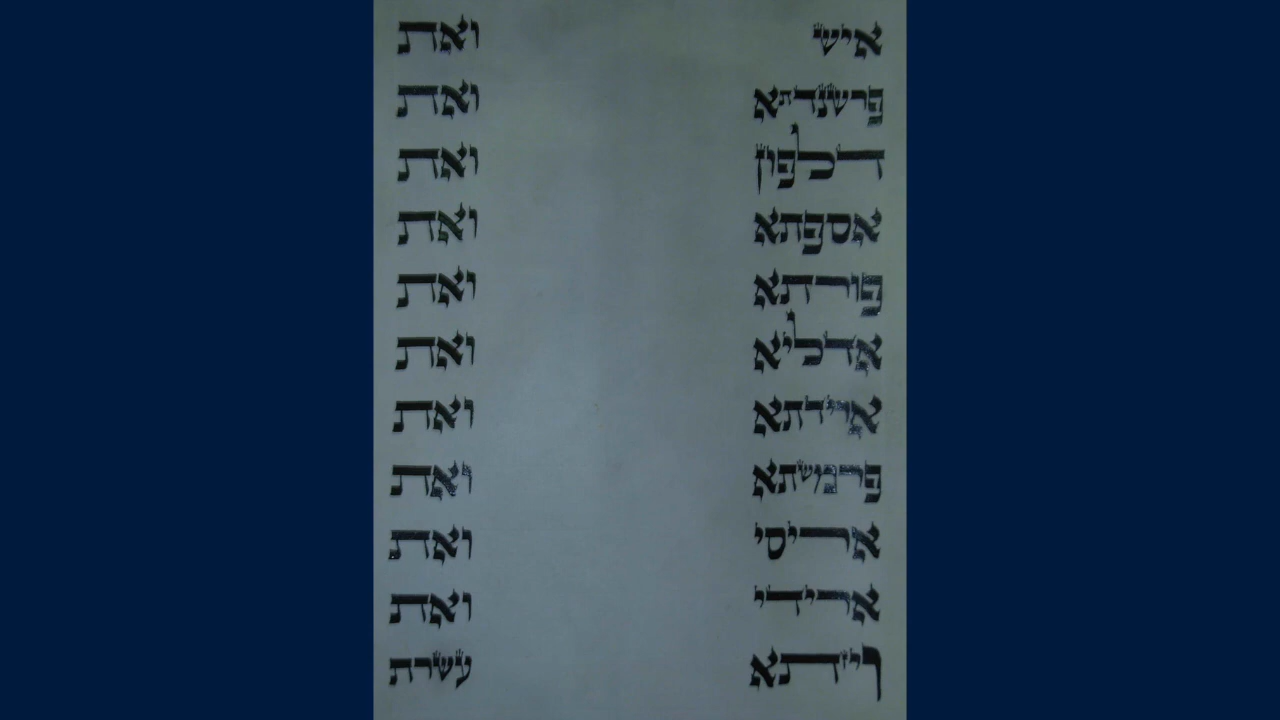 איש ואת
פרשנדתא ואת
דלפון ואת
אספתא ואת
פורתא ואת
אדליא ואת
ארידתא ואת
פרמשתא ואת
אריסי ואת
ארידי ואת
ויזתא עשרת